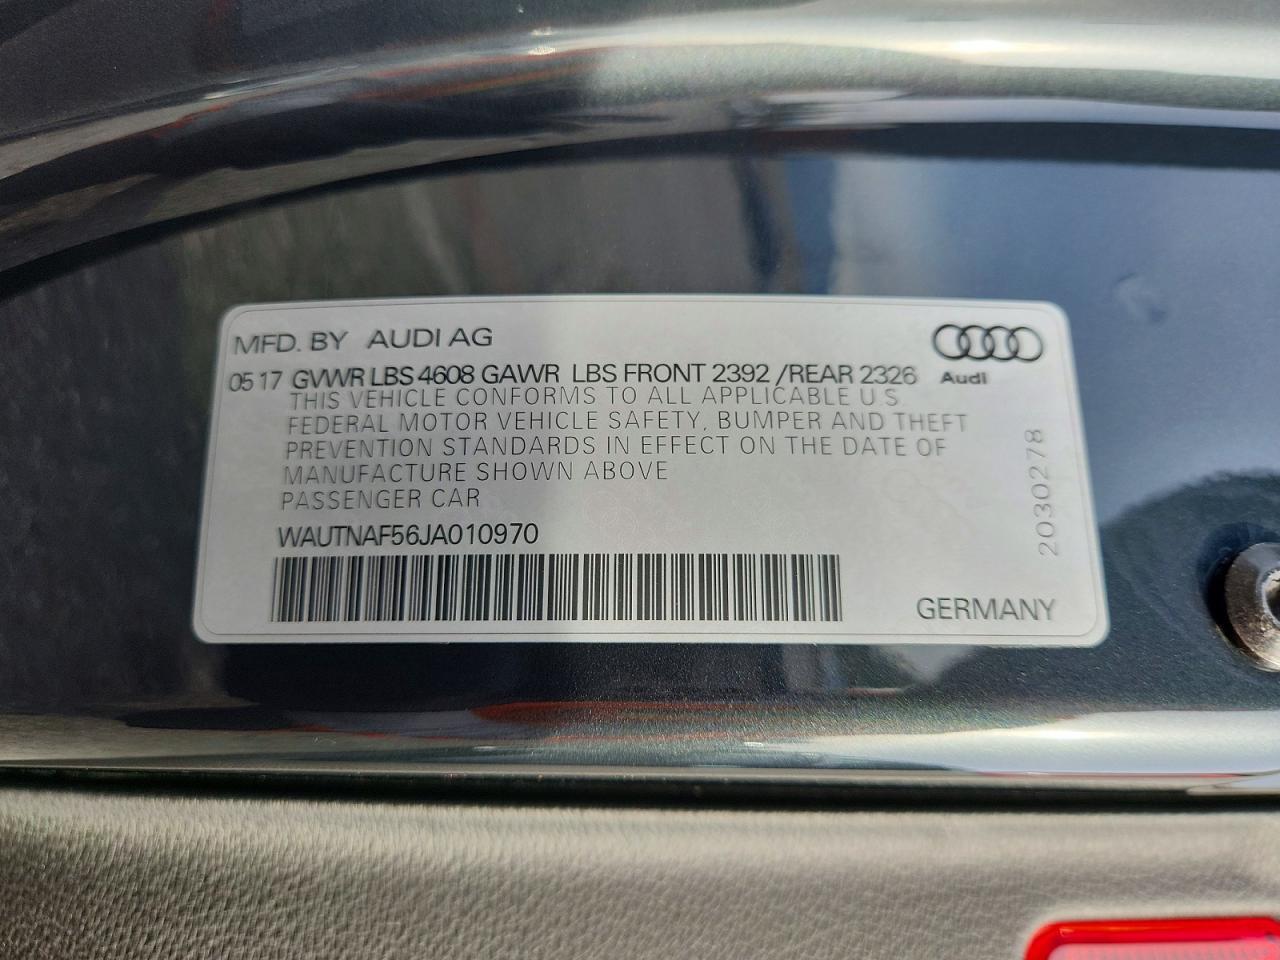 MFD. BY AUDI AG
05 17 GVWR LBS 4608 GAWR LBS FRONT 2392 /REAR 2326
Audi
THIS VEHICLE CONFORMS TO ALL APPLICABLE U.S.
FEDERAL MOTOR VEHICLE SAFETY, BUMPER AND THEFT
PREVENTION STANDARDS IN EFFECT ON THE DATE OF
MANUFACTURE SHOWN ABOVE
PASSENGER CAR
WAUTNAF56JA010970
2030278
GERMANY